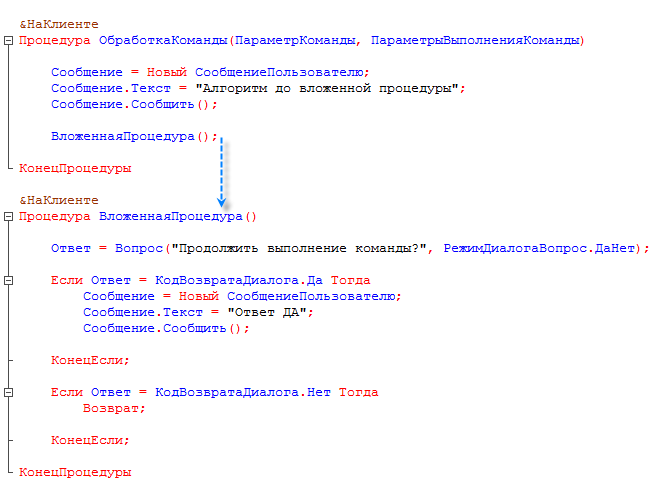 &НаКлиенте
Процедура ОбработкаКоманды(ПараметрКоманды, ПараметрыВыполненияКоманды)
Сообщение = Новый СообщениеПользователю;
Сообщение.Текст = "Алгоритм до вложенной процедуры";
Сообщение.Сообщить();
ВложеннаяПроцедура();
КонецПроцедуры
&НаКлиенте
Процедура ВложеннаяПроцедура()
Ответ = Вопрос("Продолжить выполнение команды?", РежимДиалогаВопрос.ДаНет);
Если Ответ = КодВозвратаДиалога.Да Тогда
Сообщение = Новый СообщениеПользователю;
Сообщение.Текст = "Ответ ДА";
Сообщение.Сообщить();
КонецЕсли;
Если Ответ = КодВозвратаДиалога.Нет Тогда
Возврат;
КонецЕсли;
КонецПроцедуры